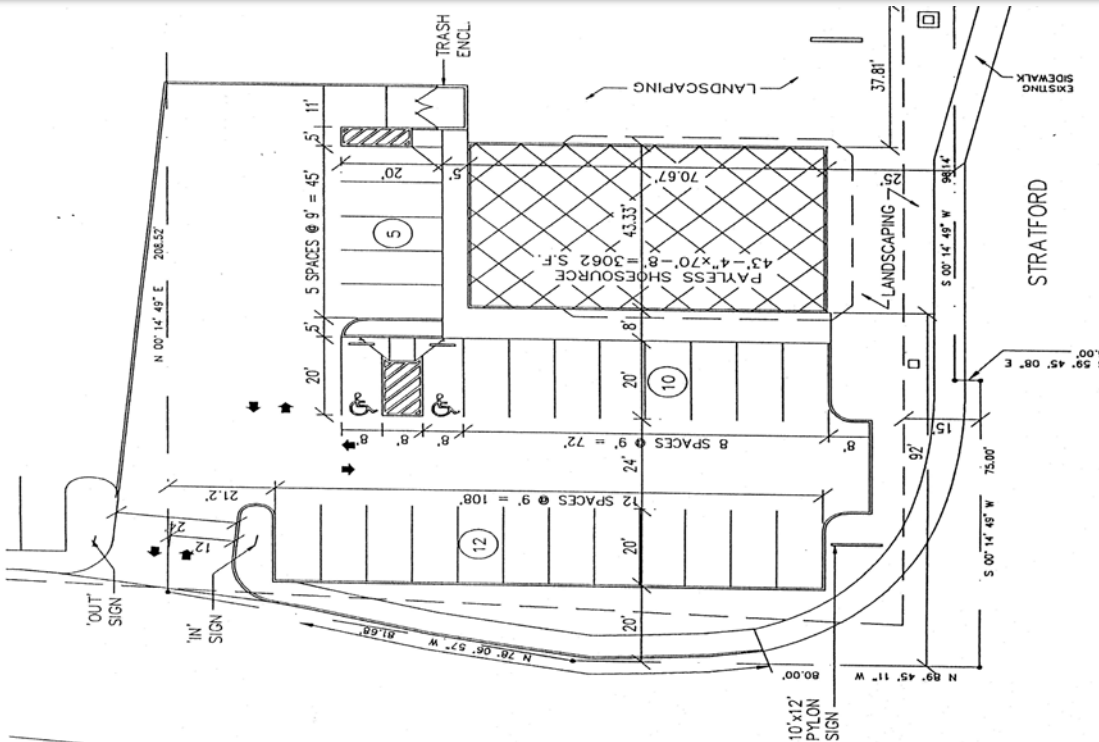 TRASH
ENCL.
LANDSCAPING
37.81'
EXISTING
SIDEWALK
11'
5'
5 SPACES @ 9' = 45'
20'
5'
5
70.67'
43.33'
PAYLESS SHOESOURCE
43'-4"x70'-8"=3062 S.F.
25'
LANDSCAPING
S 00° 14' 49" W
98.14'
STRATFORD
N 00° 14' 49" E
208.52'
5'
20'
8'
20'
10
8'
8'
8'
8 SPACES @ 9' = 72'
8'
24'
92'
15'
S 00° 14' 49" W
75.00'
21.2'
12 SPACES @ 9' = 108'
24'
12'
12
20'
20'
'OUT'
SIGN
'IN'
SIGN
N 78° 06' 57" W
81.68'
80.00'
N 89° 45' 11" W
10'x12'
PYLON
SIGN